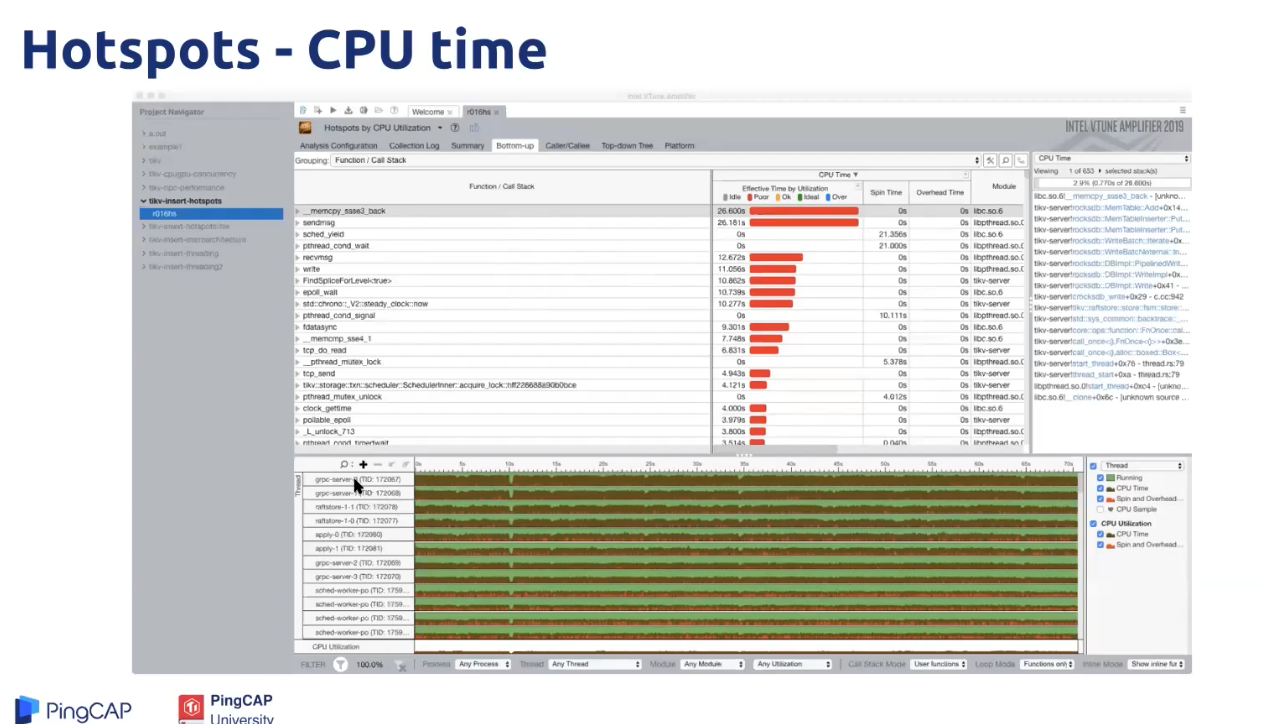 Hotspots - CPU time
Intel VTune Amplifier
Project Navigator
a.out
example1
tikv
tikv-cpugpu-concurrency
tikv-hpc-performance
tikv-insert-hotspots
r016hs
tikv-insert-hotspots-lite
tikv-insert-microarchitecture
tikv-insert-threading
tikv-insert-threading2
Welcome
r016hs
Hotspots by CPU Utilization
INTEL VTUNE AMPLIFIER 2019
Analysis Configuration Collection Log Summary Bottom-up Caller/Callee Top-down Tree Platform
Grouping: Function / Call Stack
Function / Call Stack
CPU Time
Effective Time by Utilization
Idle Poor Ok Ideal Over
Spin Time
Overhead Time
Module
__memcpy_ssse3_back 26.600s 0s 0s libc.so.6
sendmsg 26.181s 0s 0s libpthread.so.0
sched_yield 0s 21.356s 0s libc.so.6
pthread_cond_wait 0s 21.000s 0s libpthread.so.0
recvmsg 12.672s 0s 0s libpthread.so.0
write 11.056s 0s 0s libpthread.so.0
FindSpliceForLevel<true> 10.862s 0s 0s tikv-server
epoll_wait 10.739s 0s 0s libc.so.6
std::chrono::_V2::steady_clock::now 10.277s 0s 0s tikv-server
pthread_cond_signal 0s 10.111s 0s libpthread.so.0
fdatasync 9.301s 0s 0s libc.so.6
__memcmp_sse4_1 7.748s 0s 0s libc.so.6
tcp_do_read 6.831s 0s 0s tikv-server
__pthread_mutex_lock 0s 5.378s 0s libpthread.so.0
tcp_send 4.943s 0s 0s tikv-server
tikv::storage::txn::scheduler::SchedulerInner::acquire_lock::hff228688a90b0bce 4.121s 0s 0s tikv-server
pthread_mutex_unlock 0s 4.012s 0s libpthread.so.0
clock_gettime 4.000s 0s 0s libc.so.6
pollable_epoll 3.979s 0s 0s tikv-server
_L_unlock_713 3.800s 0s 0s libpthread.so.0
pthread_cond_timedwait 3.514s 0.040s 0s libpthread.so.0
CPU Time
Viewing 1 of 653 selected stack(s)
2.9% (0.770s of 26.600s)
libc.so.6!__memcpy_ssse3_back - [unkno...
tikv-server!rocksdb::MemTable::Add+0x14...
tikv-server!rocksdb::MemTableInserter::Put...
tikv-server!rocksdb::MemTableInserter::Put...
tikv-server!rocksdb::WriteBatch::Iterate+0x...
tikv-server!rocksdb::WriteBatchInternal::In...
tikv-server!rocksdb::DBImpl::PipelinedWrit...
tikv-server!rocksdb::DBImpl::WriteImpl+0x...
tikv-server!rocksdb::DBImpl::Write+0x41 - ...
tikv-server!crocksdb_write+0x29 - c.cc:942
tikv-server!tikv::raftstore::store::fsm::store:...
tikv-server!std::sys_common::backtrace::_...
tikv-server!core::ops::function::FnOnce::cal...
tikv-server!call_once<(),FnOnce<()>>+0x3e...
tikv-server!call_once<(),alloc::boxed::Box<...
tikv-server!start_thread+0x76 - thread.rs:79
tikv-server!thread_start+0xa - thread.rs:79
libpthread.so.0!start_thread+0xc4 - [unkno...
libc.so.6!__clone+0x6c - [unknown source ...
0s 5s 10s 15s 20s 25s 30s 35s 40s 45s 50s 55s 60s 65s 70s
Thread
grpc-server-0 (TID: 172067)
grpc-server-1 (TID: 172068)
raftstore-1-1 (TID: 172078)
raftstore-1-0 (TID: 172077)
apply-0 (TID: 172080)
apply-1 (TID: 172081)
grpc-server-2 (TID: 172069)
grpc-server-3 (TID: 172070)
sched-worker-po (TID: 1759...
sched-worker-po (TID: 1759...
sched-worker-po (TID: 1759...
sched-worker-po (TID: 1759...
CPU Utilization
Thread
Running
CPU Time
Spin and Overhead...
CPU Sample
CPU Utilization
CPU Time
Spin and Overhead...
FILTER 100.0% Process Any Process Thread Any Thread Module Any Module Any Utilization Call Stack Mode User functions Loop Mode Functions only Inline Mode Show inline fun
PingCAP
PingCAP
University